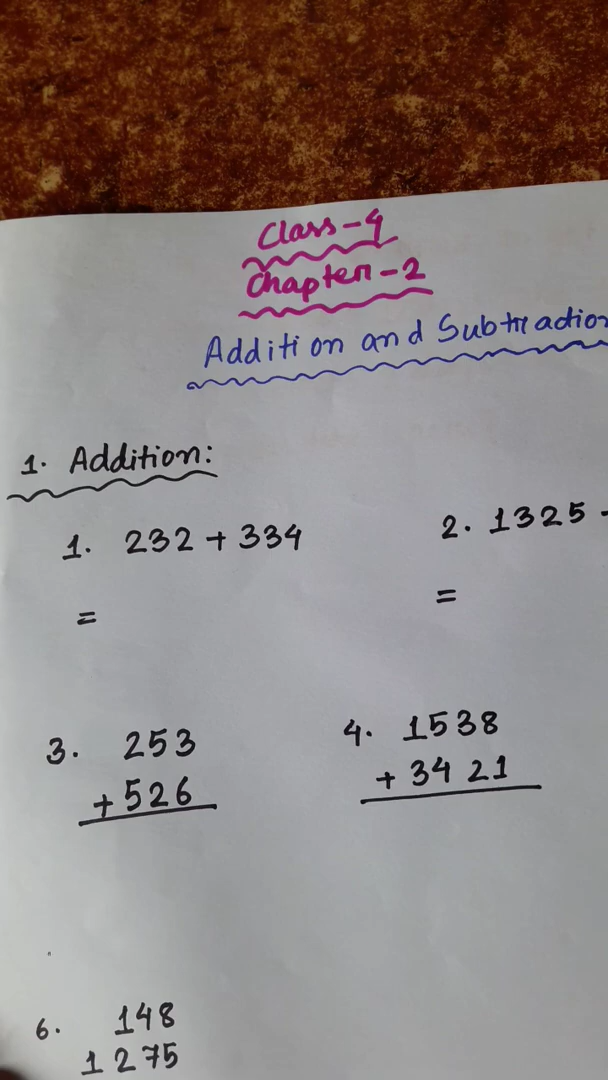 Class-4
Chapter-2
Addition and Subtraction
1. Addition:
1. 232 + 334
=
2. 1325 -
=
3. 253
+ 526
4. 1538
+ 3421
6. 148
1275